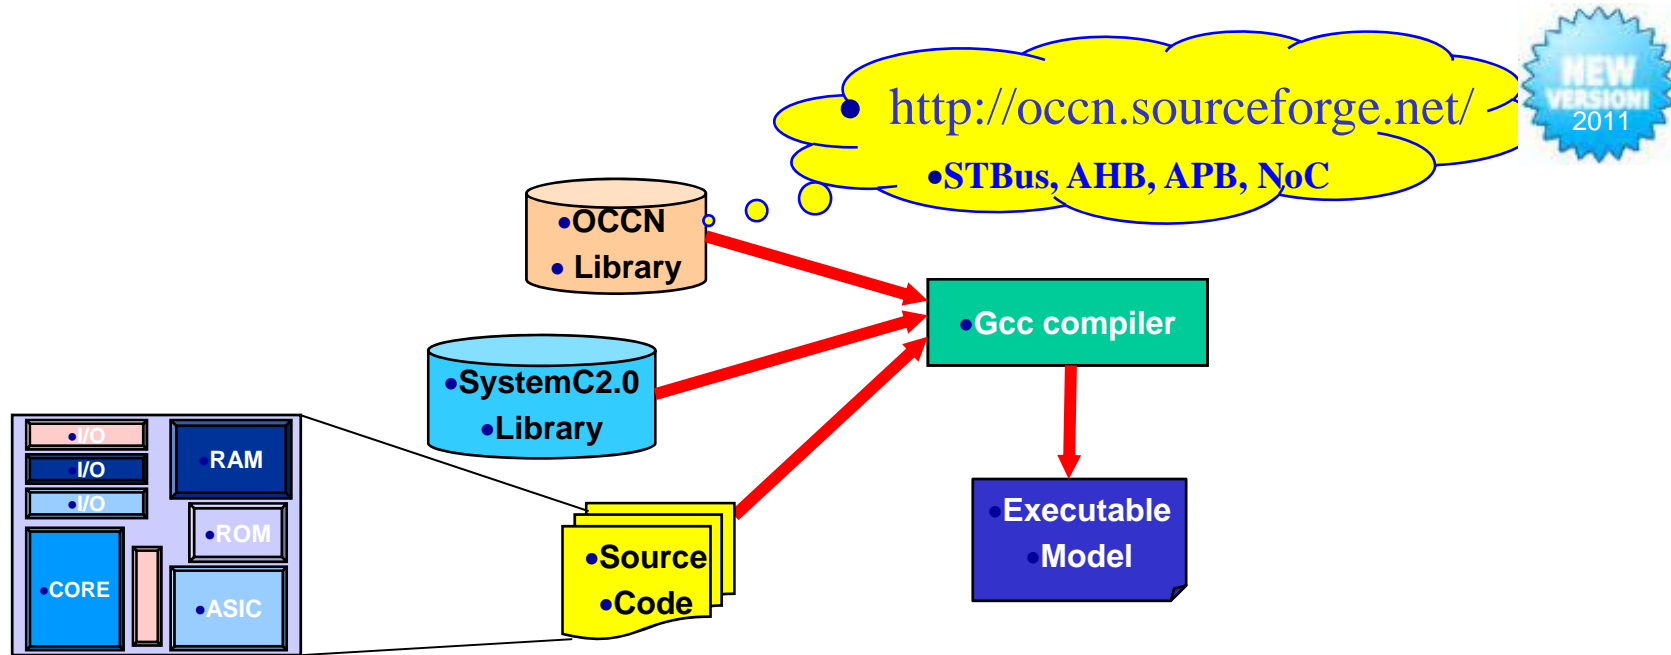 NEW
VERSION!
2011
• http://occn.sourceforge.net/
•STBus, AHB, APB, NoC
•OCCN
• Library
•Gcc compiler
•SystemC2.0
•Library
•I/O
•I/O
•I/O
•RAM
•ROM
•CORE
•ASIC
•Source
•Code
•Executable
•Model